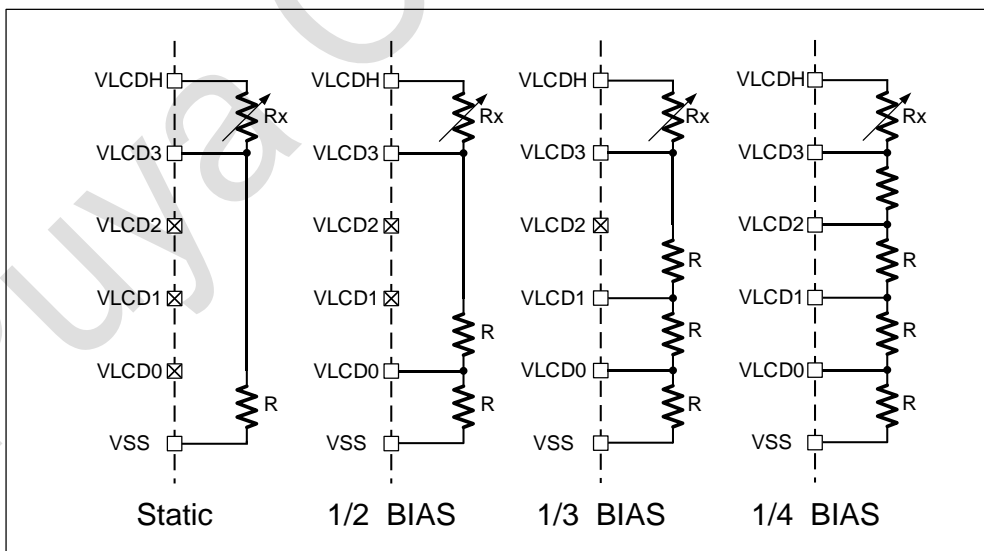 VLCDH VLCDH VLCDH VLCDH
Rx Rx Rx Rx
VLCD3 VLCD3 VLCD3 VLCD3
VLCD2 VLCD2 VLCD2 VLCD2
R R
VLCD1 VLCD1 VLCD1 VLCD1
R R R
VLCD0 VLCD0 VLCD0 VLCD0
R R R R
VSS VSS VSS VSS
Static 1/2 BIAS 1/3 BIAS 1/4 BIAS
uya